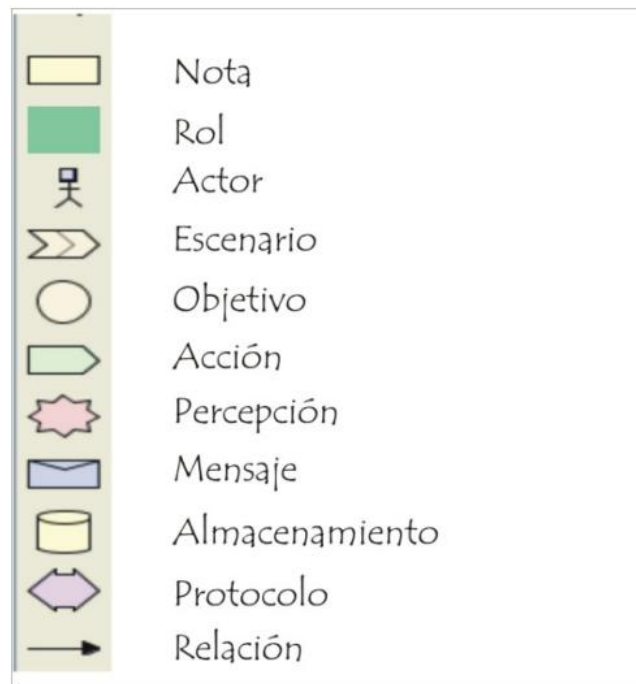 Nota
Rol
Actor
Escenario
Objetivo
Acción
Percepción
Mensaje
Almacenamiento
Protocolo
Relación